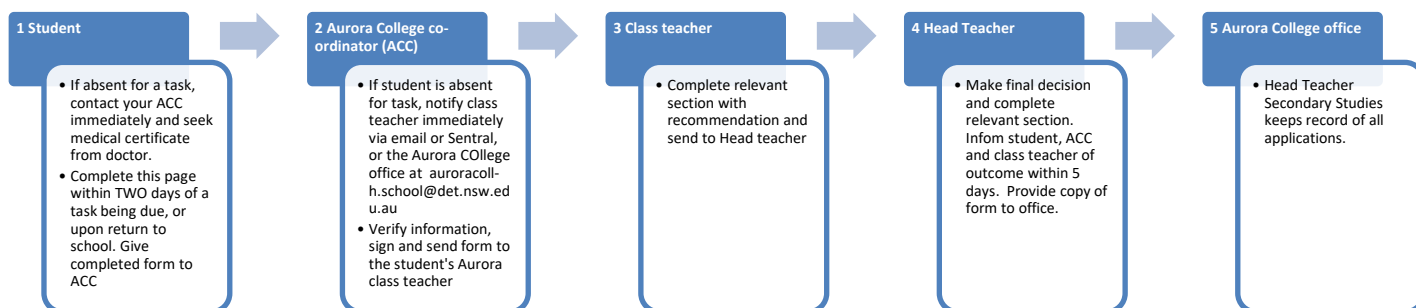 1 Student
• If absent for a task,
contact your ACC
immediately and seek
medical certificate
from doctor.
• Complete this page
within TWO days of a
task being due, or
upon return to
school. Give
completed form to
ACC
2 Aurora College co-
ordinator (ACC)
• If student is absent
for task, notify class
teacher immediately
via email or Sentral,
or the Aurora COllege
office at auroracoll-
h.school@det.nsw.ed
u.au
• Verify information,
sign and send form to
the student's Aurora
class teacher
3 Class teacher
• Complete relevant
section with
recommendation and
send to Head teacher
4 Head Teacher
• Make final decision
and complete
relevant section.
Infom student, ACC
and class teacher of
outcome within 5
days. Provide copy of
form to office.
5 Aurora College office
• Head Teacher
Secondary Studies
keeps record of all
applications.